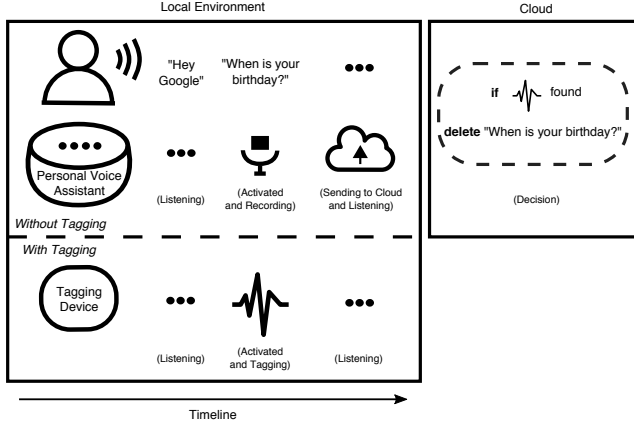 Local Environment
Cloud
"Hey
Google"
"When is your
birthday?"
if found
delete "When is your birthday?"
Personal Voice
Assistant
(Listening)
(Activated
and Recording)
(Sending to Cloud
and Listening)
(Decision)
Without Tagging
With Tagging
Tagging
Device
(Listening)
(Activated
and Tagging)
(Listening)
Timeline